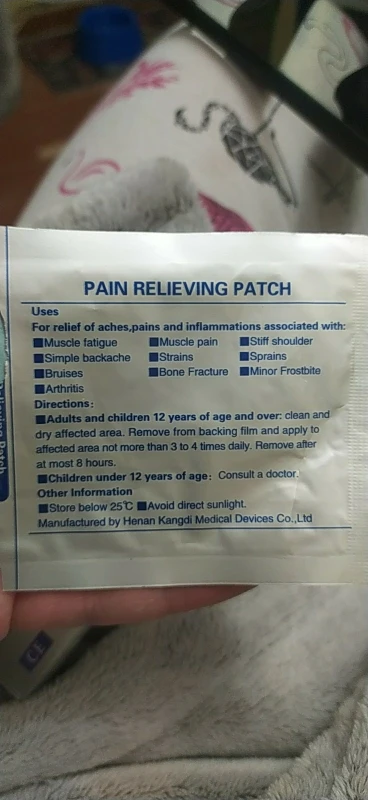 PAIN RELIEVING PATCH
Uses
For relief of aches,pains and inflammations associated with:
■Muscle fatigue ■Muscle pain ■Stiff shoulder
■Simple backache ■Strains ■Sprains
■Bruises ■Bone Fracture ■Minor Frostbite
■Arthritis
Directions:
■Adults and children 12 years of age and over: clean and
dry affected area. Remove from backing film and apply to
affected area not more than 3 to 4 times daily. Remove after
at most 8 hours.
■Children under 12 years of age: Consult a doctor.
Other Information
■Store below 25℃ ■Avoid direct sunlight.
Manufactured by Henan Kangdi Medical Devices Co.,Ltd
Patch
CE